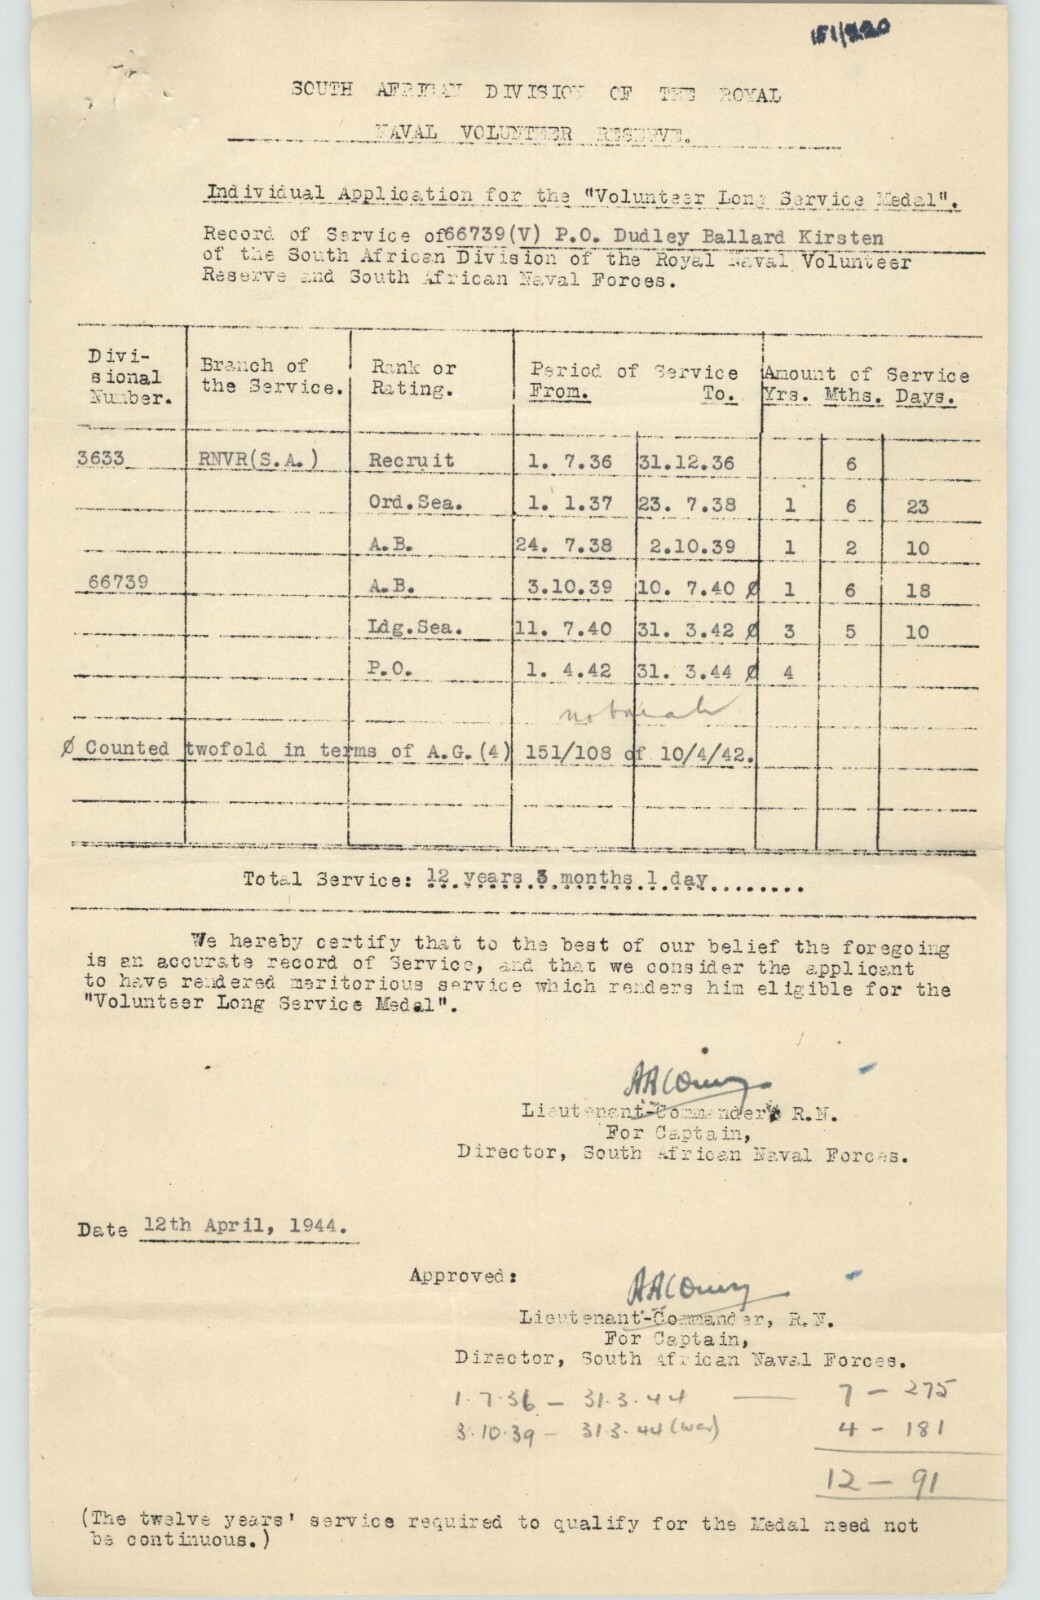 151/220
SOUTH AFRICAN DIVISION OF THE ROYAL
NAVAL VOLUNTEER RESERVE.
Individual Application for the "Volunteer Long Service Medal".
Record of Service of 66739(V) P.O. Dudley Ballard Kirsten
of the South African Division of the Royal Naval Volunteer
Reserve and South African Naval Forces.
Divi-sional Number. Branch of the Service. Rank or Rating. Period of Service From. To. Amount of Service Yrs. Mths. Days.
3633 RNVR(S.A.) Recruit 1. 7.36 31.12.36 6
Ord.Sea. 1. 1.37 23. 7.38 1 6 23
A.B. 24. 7.38 2.10.39 1 2 10
66739 A.B. 3.10.39 10. 7.40 Ø 1 6 18
Ldg.Sea. 11. 7.40 31. 3.42 Ø 3 5 10
P.O. 1. 4.42 31. 3.44 Ø 4
no break
Ø Counted twofold in terms of A.G.(4) 151/108 of 10/4/42.
Total Service: 12 years 3 months 1 day
We hereby certify that to the best of our belief the foregoing
is an accurate record of Service, and that we consider the applicant
to have rendered meritorious service which renders him eligible for the
"Volunteer Long Service Medal".
Lieutenant-Commander, R.N.
For Captain,
Director, South African Naval Forces.
Date 12th April, 1944.
Approved:
Lieutenant-Commander, R.N.
For Captain,
Director, South African Naval Forces.
1.7.36 – 31.3.44 — 7 – 275
3.10.39 – 31.3.44 (war) 4 – 181
12 – 91
(The twelve years' service required to qualify for the Medal need not
be continuous.)